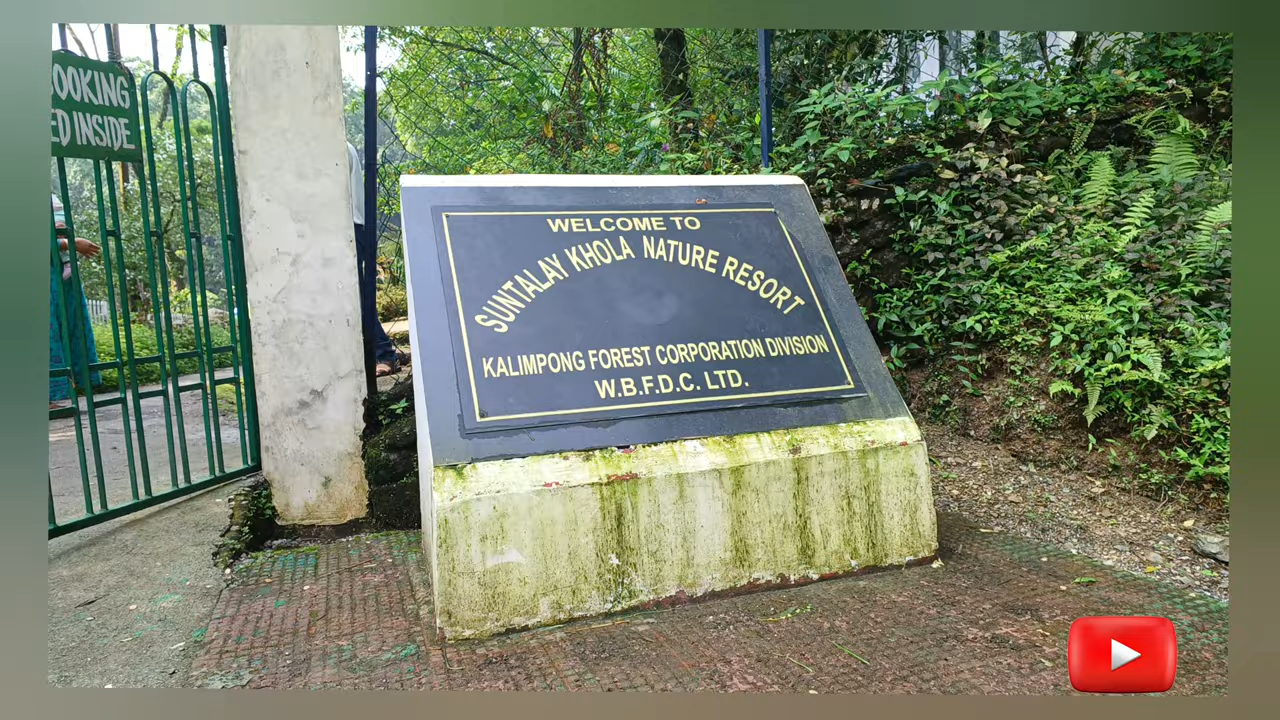 OOKING
ED INSIDE
WELCOME TO
SUNTALAY KHOLA NATURE RESORT
KALIMPONG FOREST CORPORATION DIVISION
W.B.F.D.C. LTD.